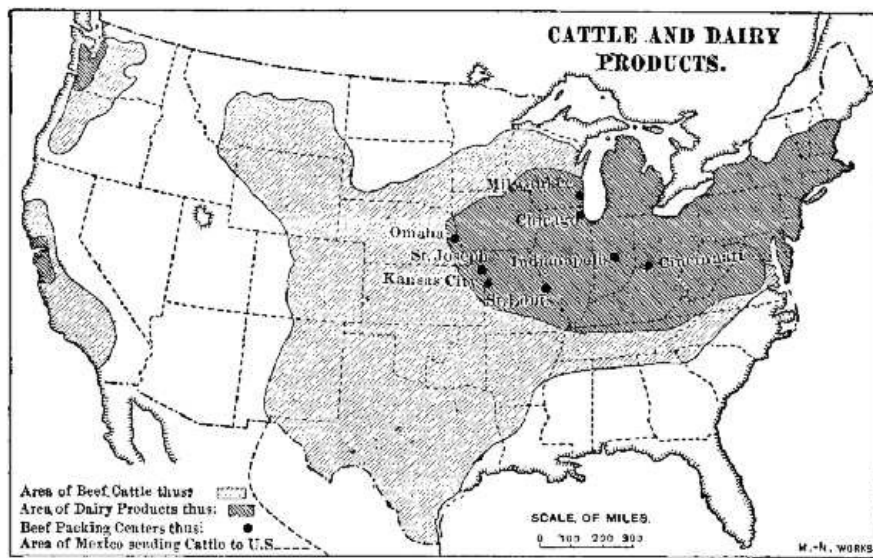 CATTLE AND DAIRY
PRODUCTS.
Milwaukee
Chicago
Omaha
St. Joseph
Indianapolis
Cincinnati
Kansas City
St. Louis
Area of Beef Cattle thus:
Area of Dairy Products thus:
Beef Packing Centers thus:
Area of Mexico sending Cattle to U.S.
SCALE OF MILES.
0 100 200 300
M.-N. WORKS